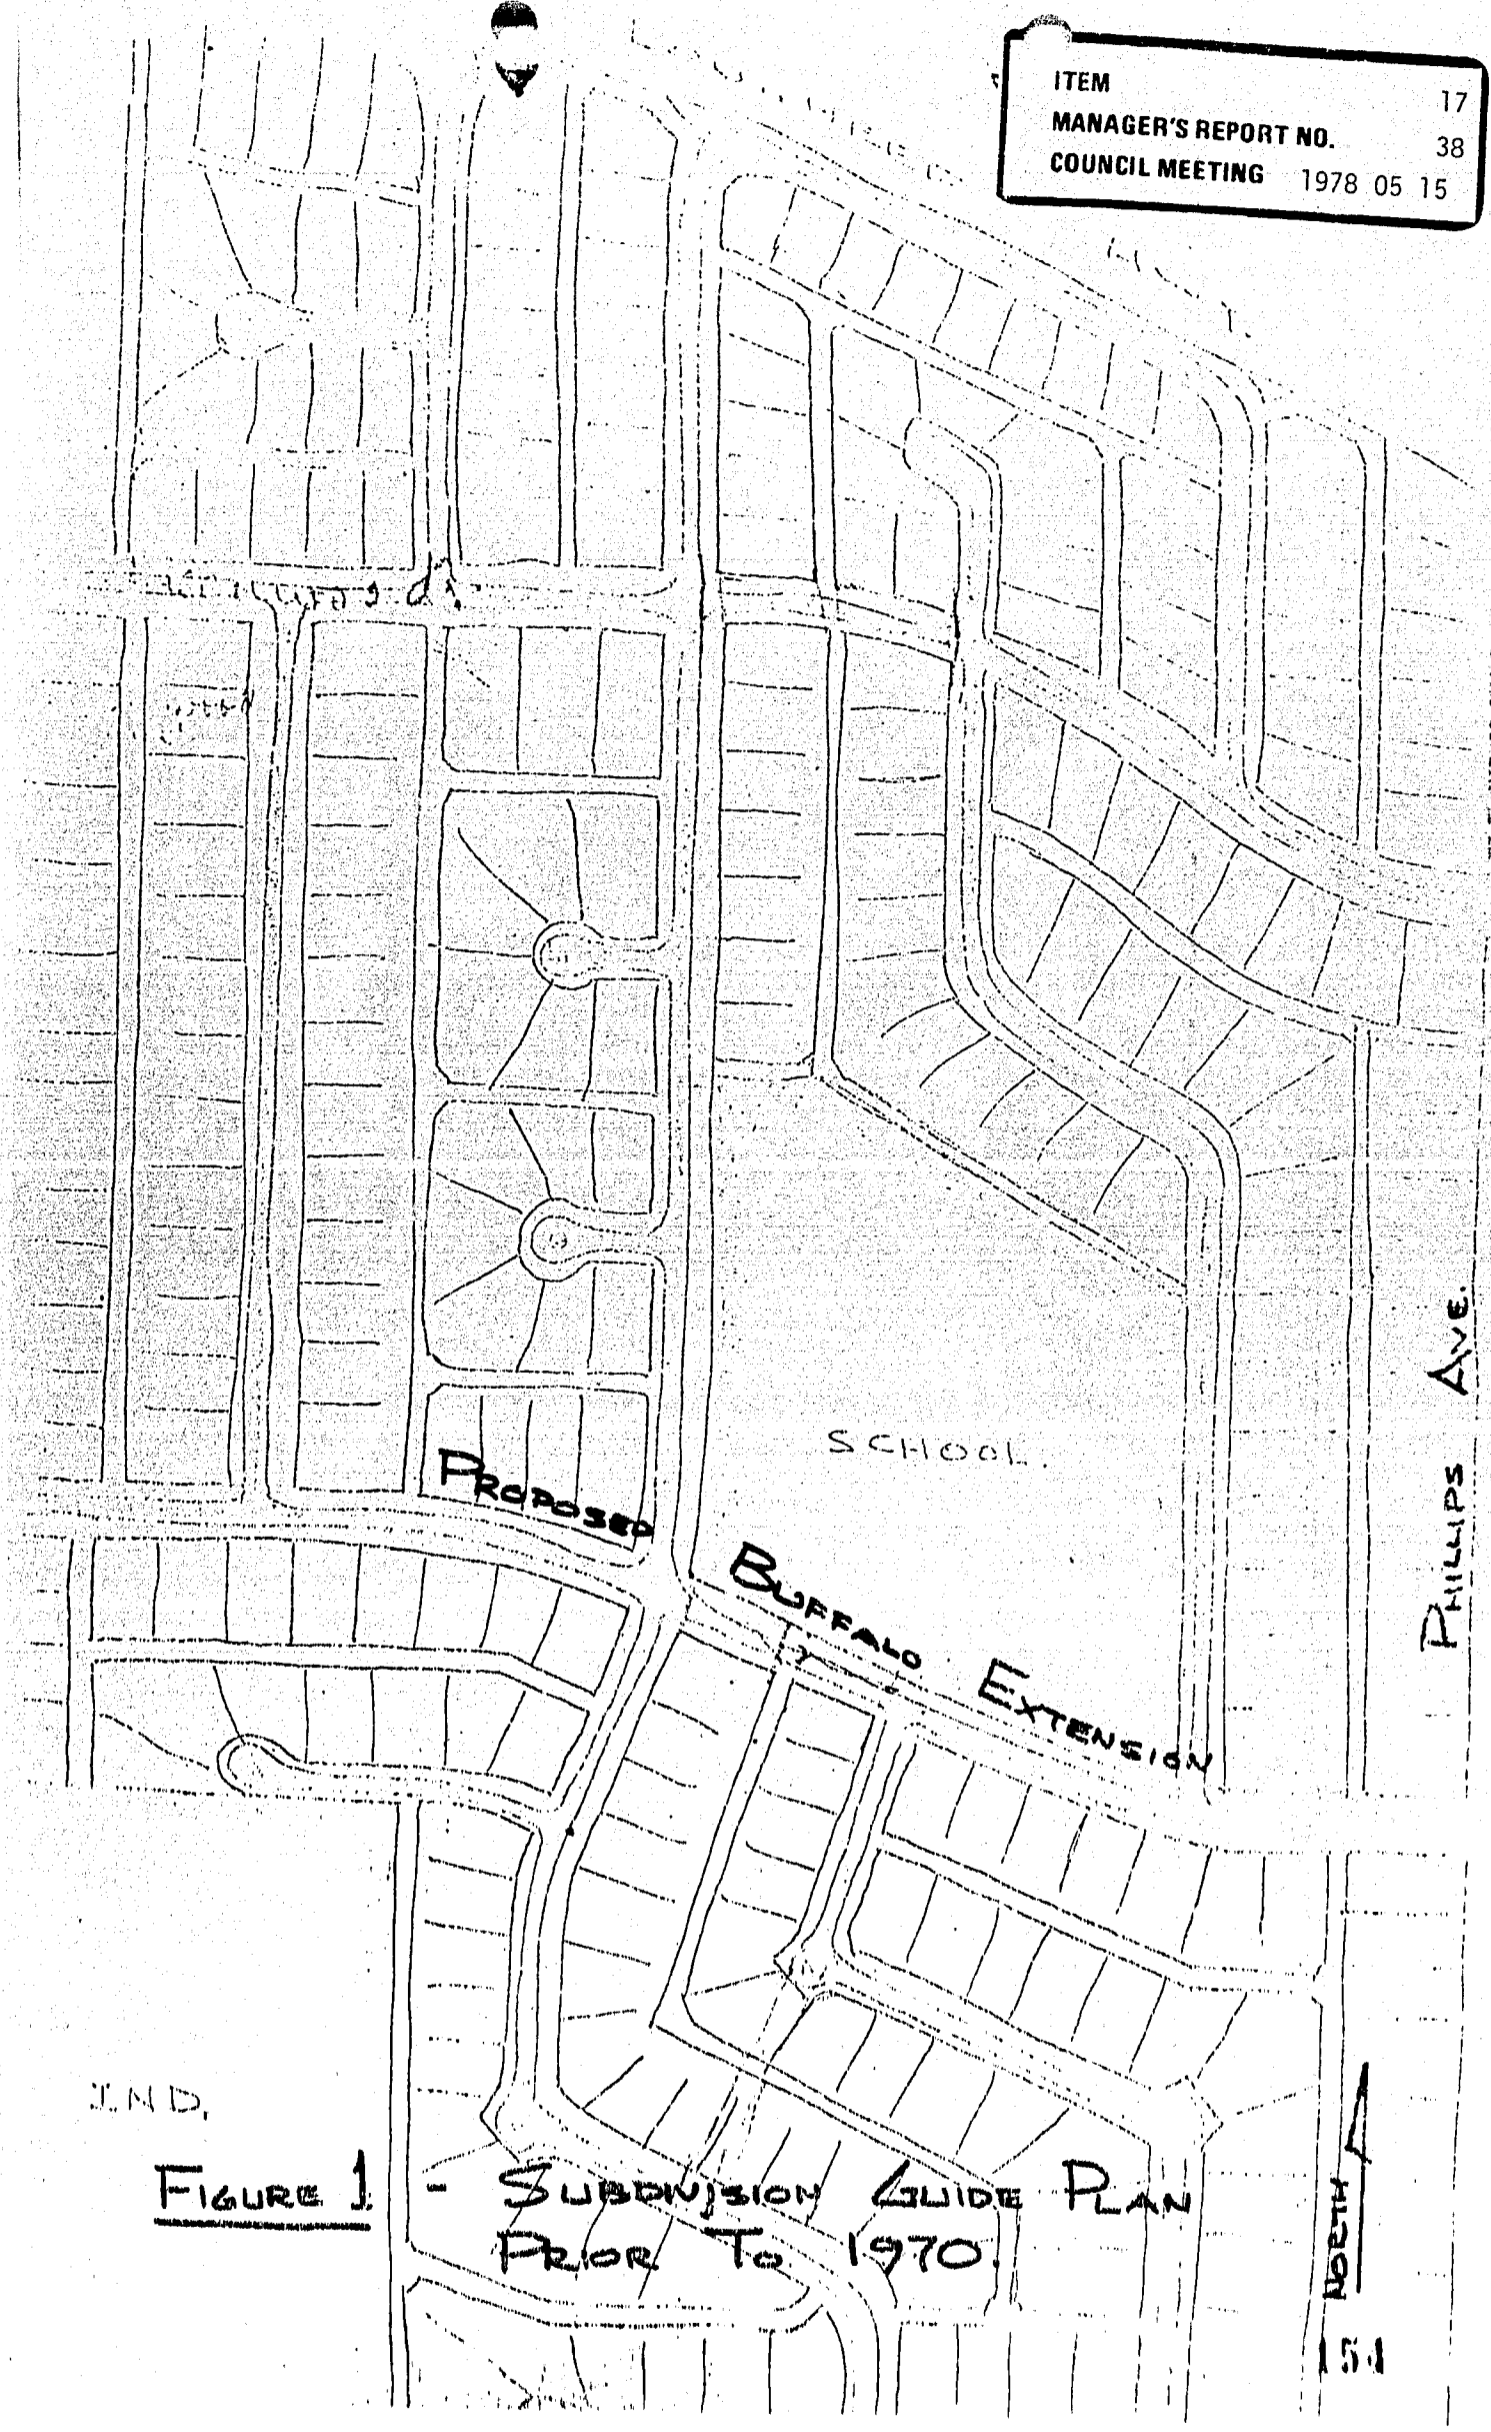 ITEM 17
MANAGER'S REPORT NO. 38
COUNCIL MEETING 1978 05 15
SCHOOL.
PHILLIPS AVE.
PROPOSED BUFFALO EXTENSION
IND.
FIGURE 1 - SUBDIVISION GUIDE PLAN
PRIOR TO 1970.
NORTH
154